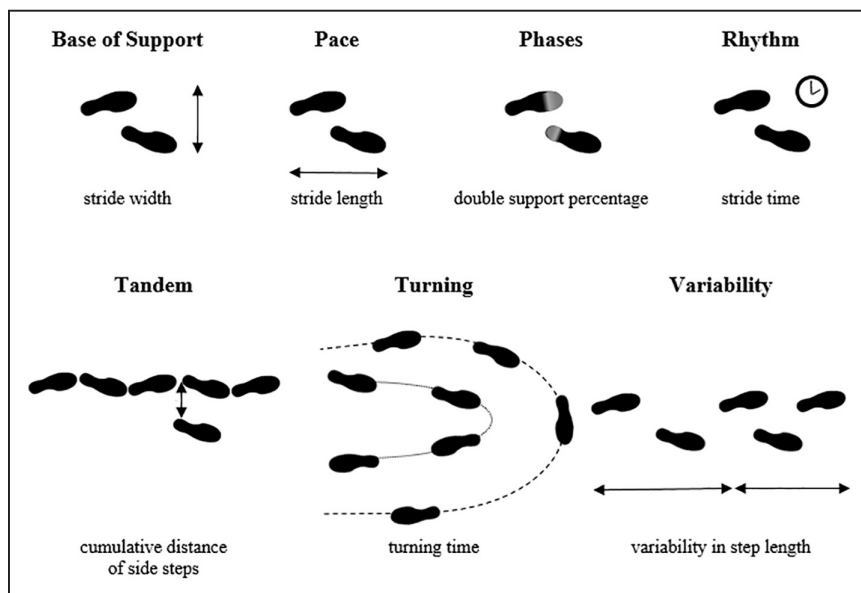 Base of Support
Pace
Phases
Rhythm
stride width
stride length
double support percentage
stride time
Tandem
Turning
Variability
cumulative distance
of side steps
turning time
variability in step length